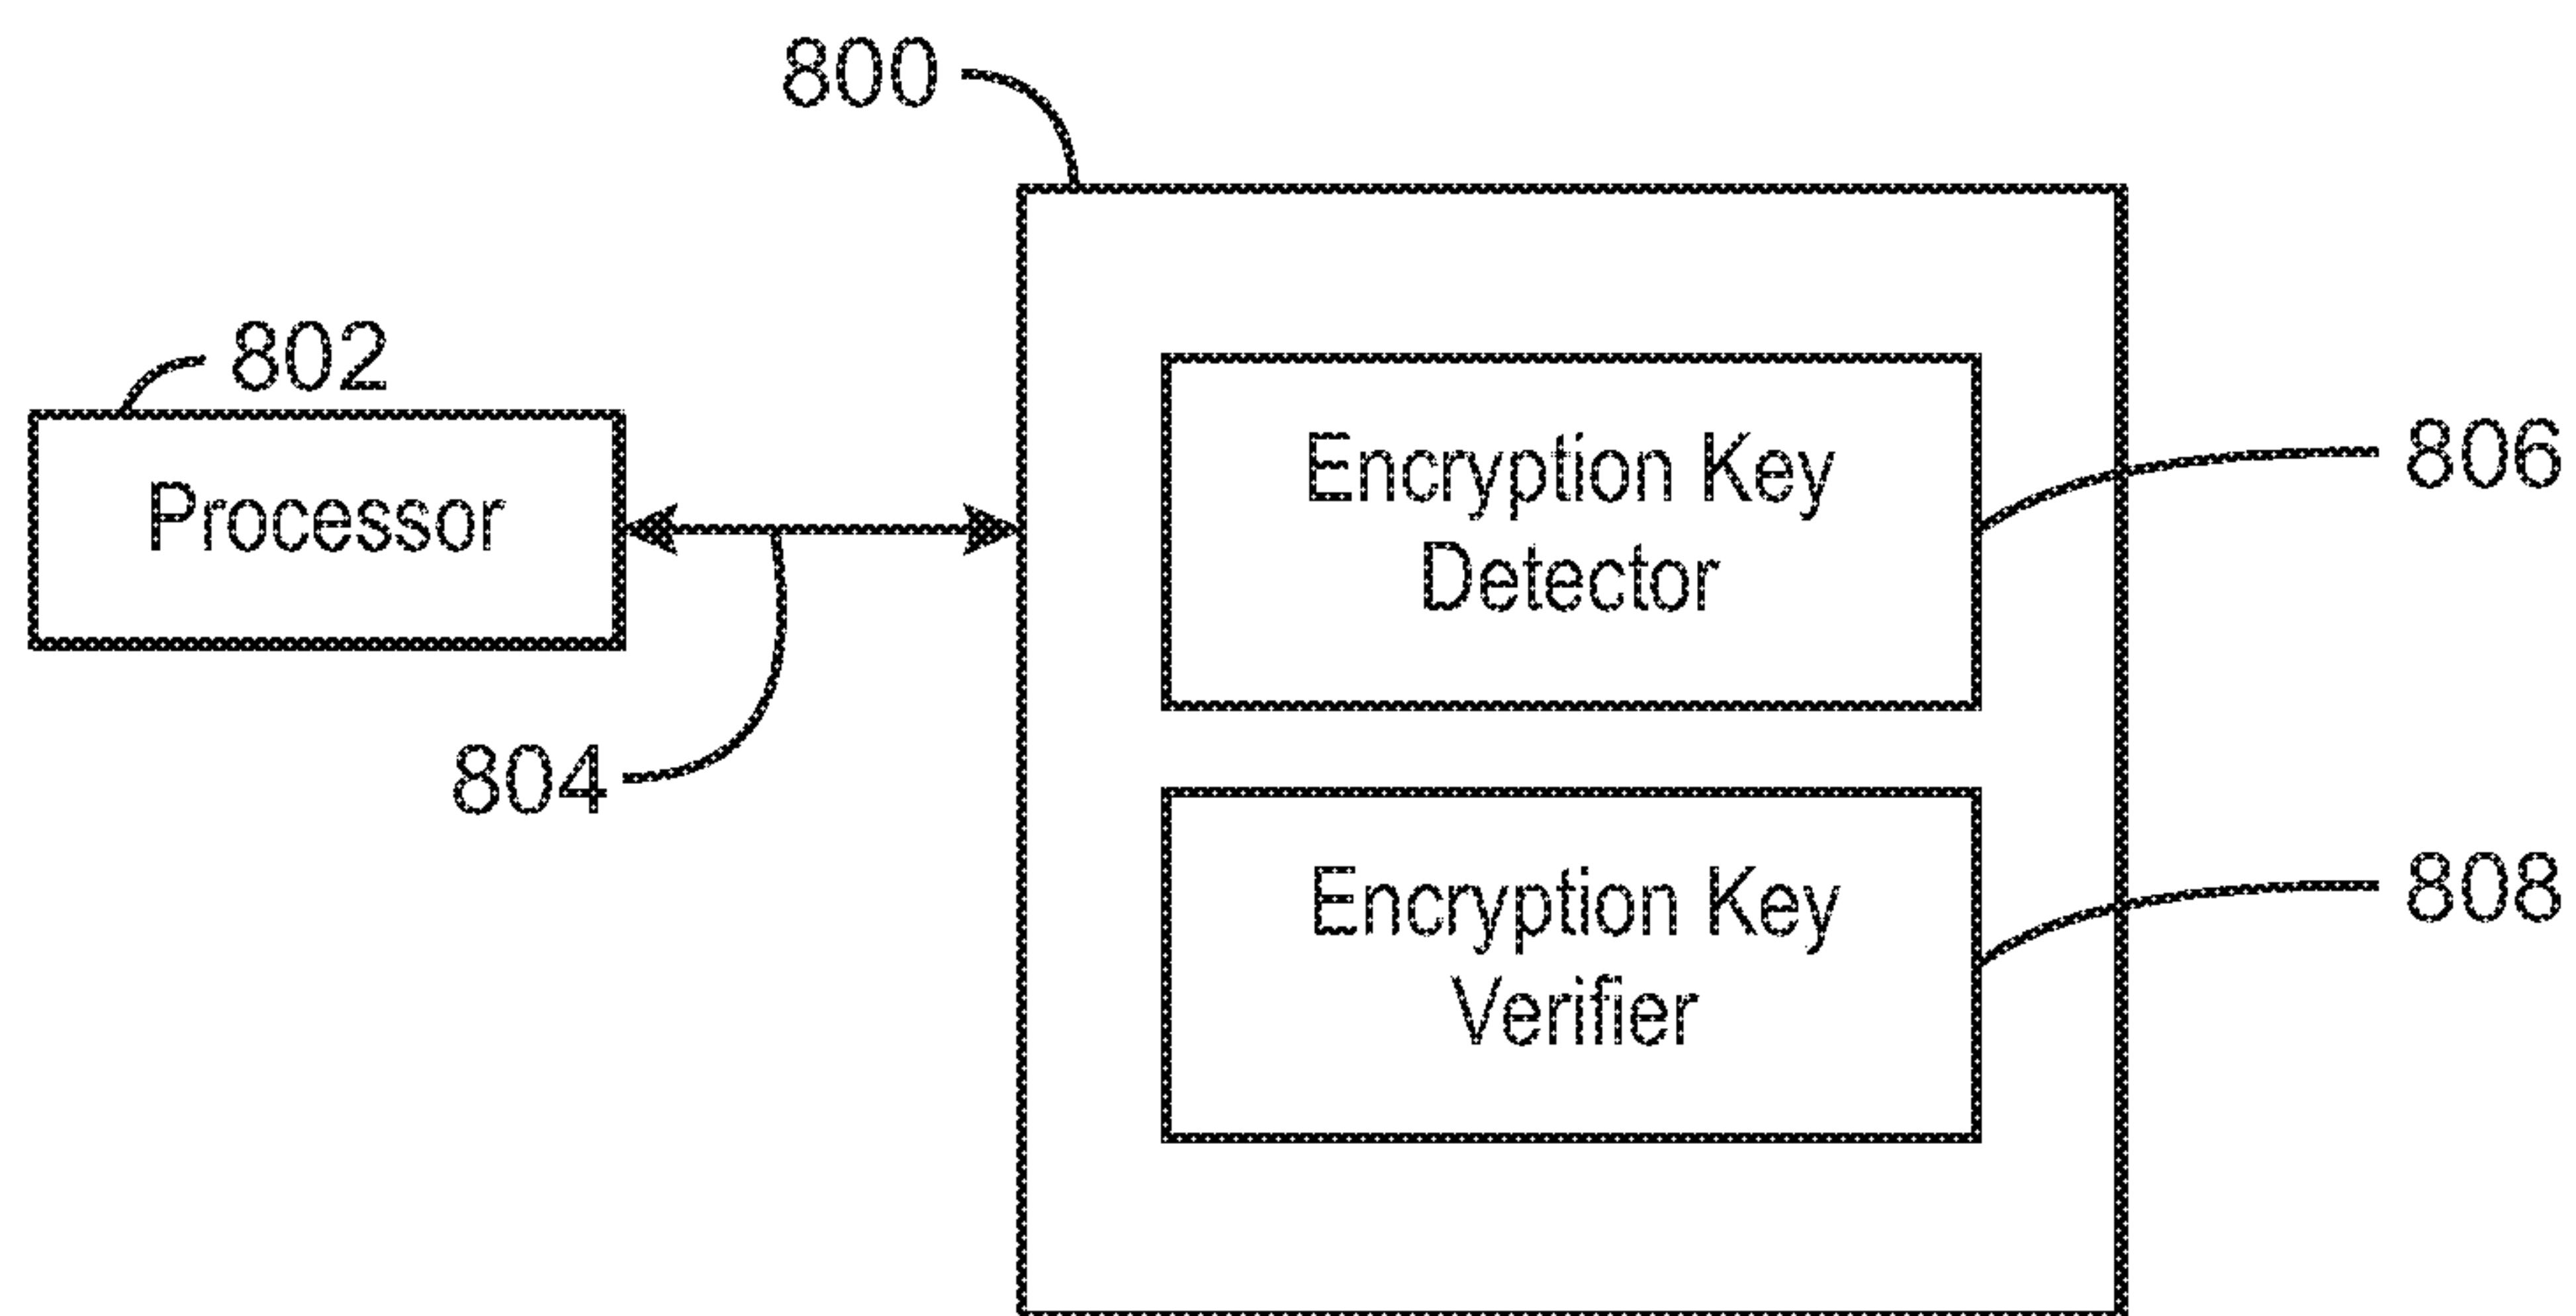 800
802
Processor
804
Encryption Key
Detector
806
Encryption Key
Verifier
808